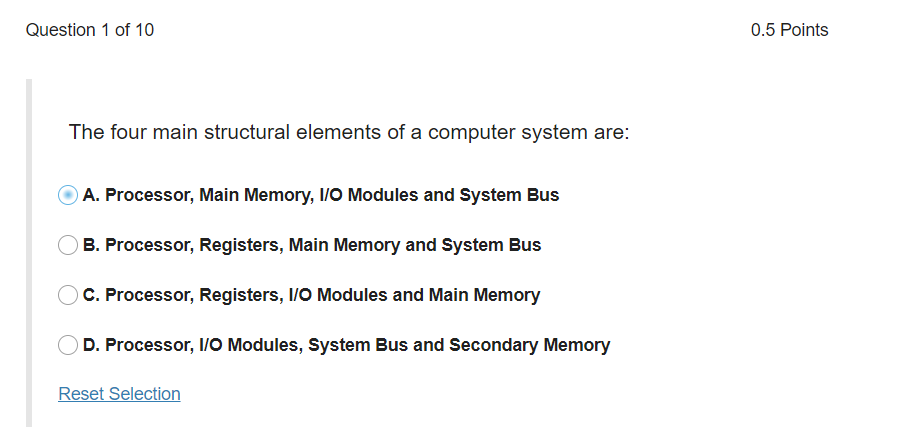 Question 1 of 10
0.5 Points
The four main structural elements of a computer system are:
A. Processor, Main Memory, I/O Modules and System Bus
B. Processor, Registers, Main Memory and System Bus
C. Processor, Registers, I/O Modules and Main Memory
D. Processor, I/O Modules, System Bus and Secondary Memory
Reset Selection